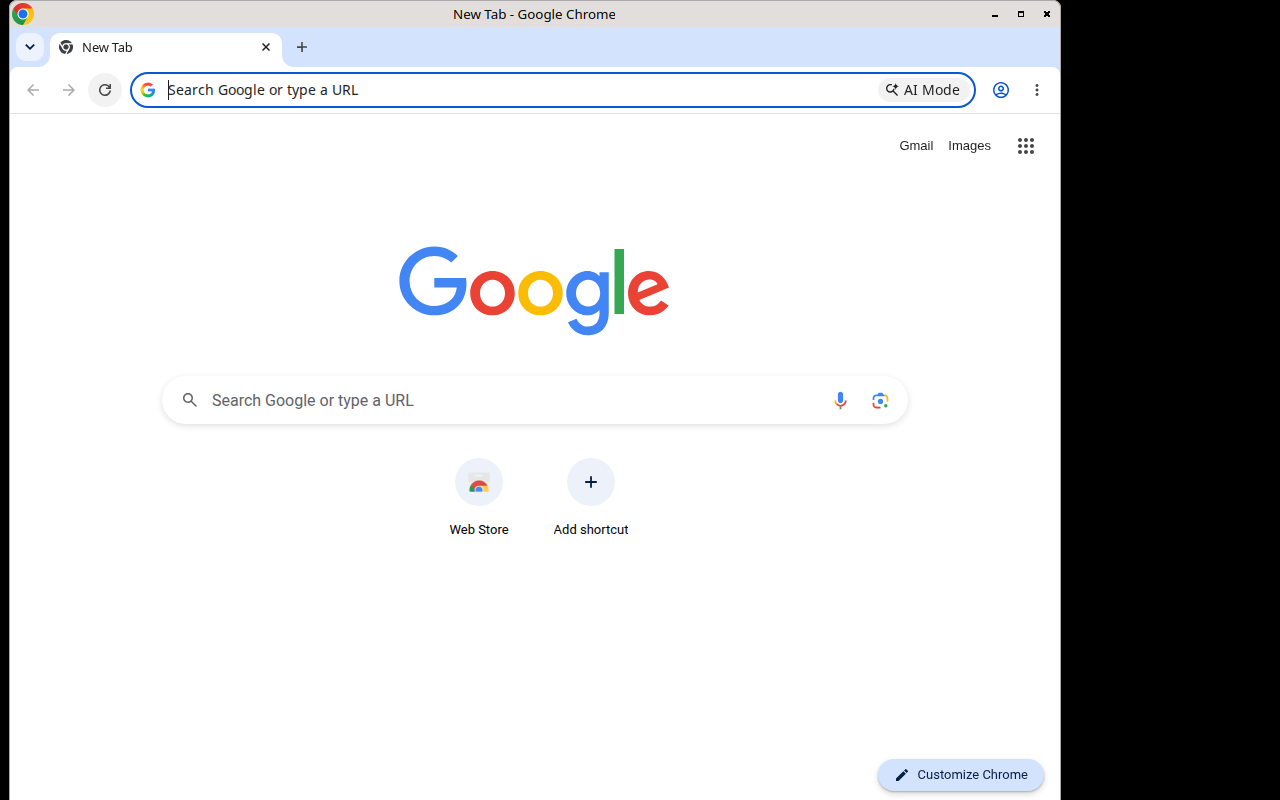 New Tab - Google Chrome
New Tab
Search Google or type a URL
AI Mode
Gmail
Images
Google
Search Google or type a URL
Web Store
Add shortcut
Customize Chrome